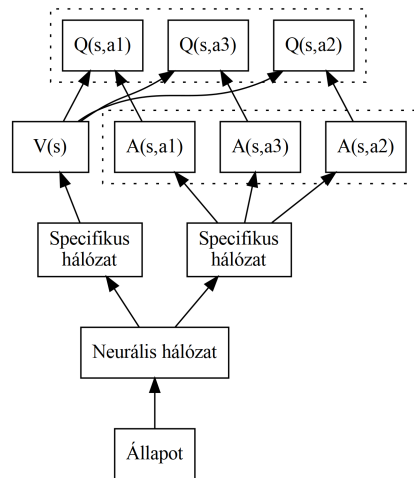 Q(s,a1)
Q(s,a3)
Q(s,a2)
V(s)
A(s,a1)
A(s,a3)
A(s,a2)
Specifikus
hálózat
Specifikus
hálózat
Neurális hálózat
Állapot